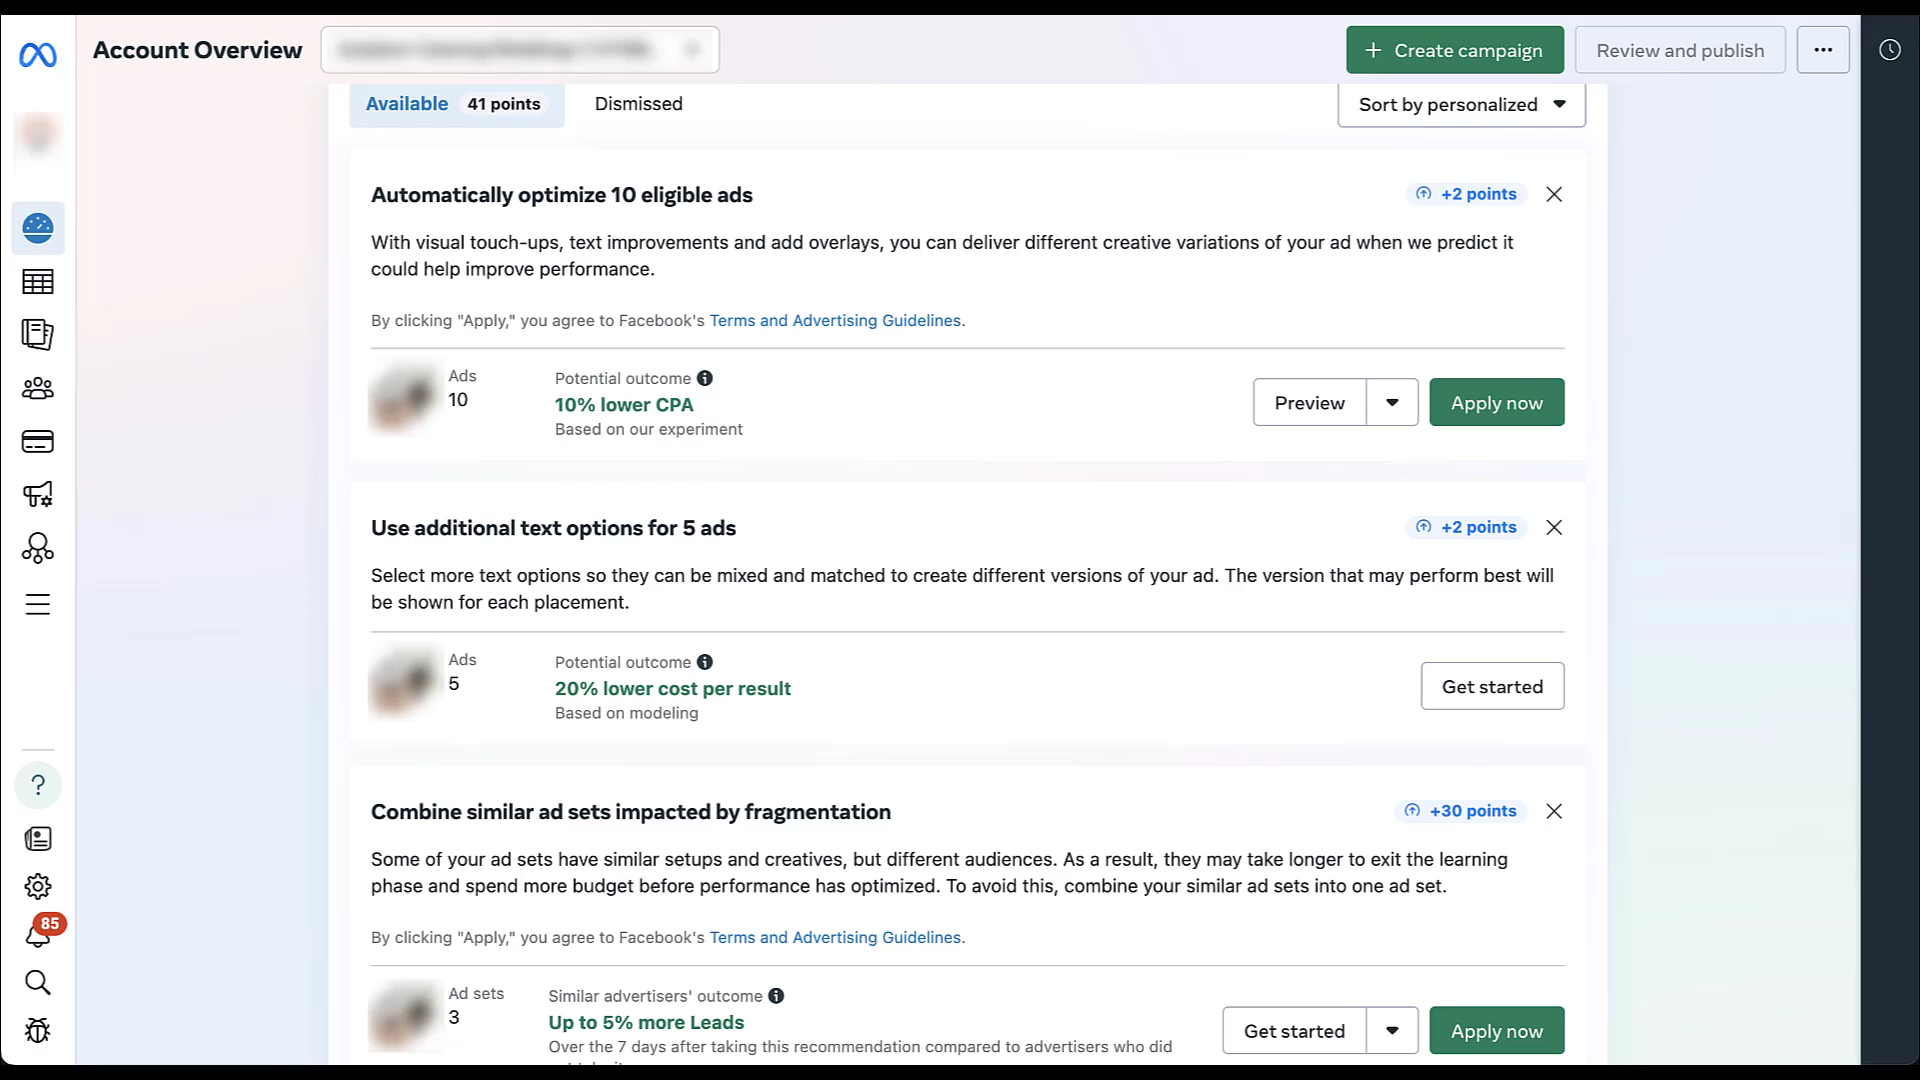 Account Overview
+ Create campaign
Review and publish
Available 41 points
Dismissed
Sort by personalized
Automatically optimize 10 eligible ads
+2 points
With visual touch-ups, text improvements and add overlays, you can deliver different creative variations of your ad when we predict it
could help improve performance.
By clicking "Apply," you agree to Facebook's Terms and Advertising Guidelines.
Ads
10
Potential outcome
10% lower CPA
Based on our experiment
Preview
Apply now
Use additional text options for 5 ads
+2 points
Select more text options so they can be mixed and matched to create different versions of your ad. The version that may perform best will
be shown for each placement.
Ads
5
Potential outcome
20% lower cost per result
Based on modeling
Get started
Combine similar ad sets impacted by fragmentation
+30 points
Some of your ad sets have similar setups and creatives, but different audiences. As a result, they may take longer to exit the learning
phase and spend more budget before performance has optimized. To avoid this, combine your similar ad sets into one ad set.
By clicking "Apply," you agree to Facebook's Terms and Advertising Guidelines.
Ad sets
3
Similar advertisers' outcome
Up to 5% more Leads
Over the 7 days after taking this recommendation compared to advertisers who did
Get started
Apply now
?
85